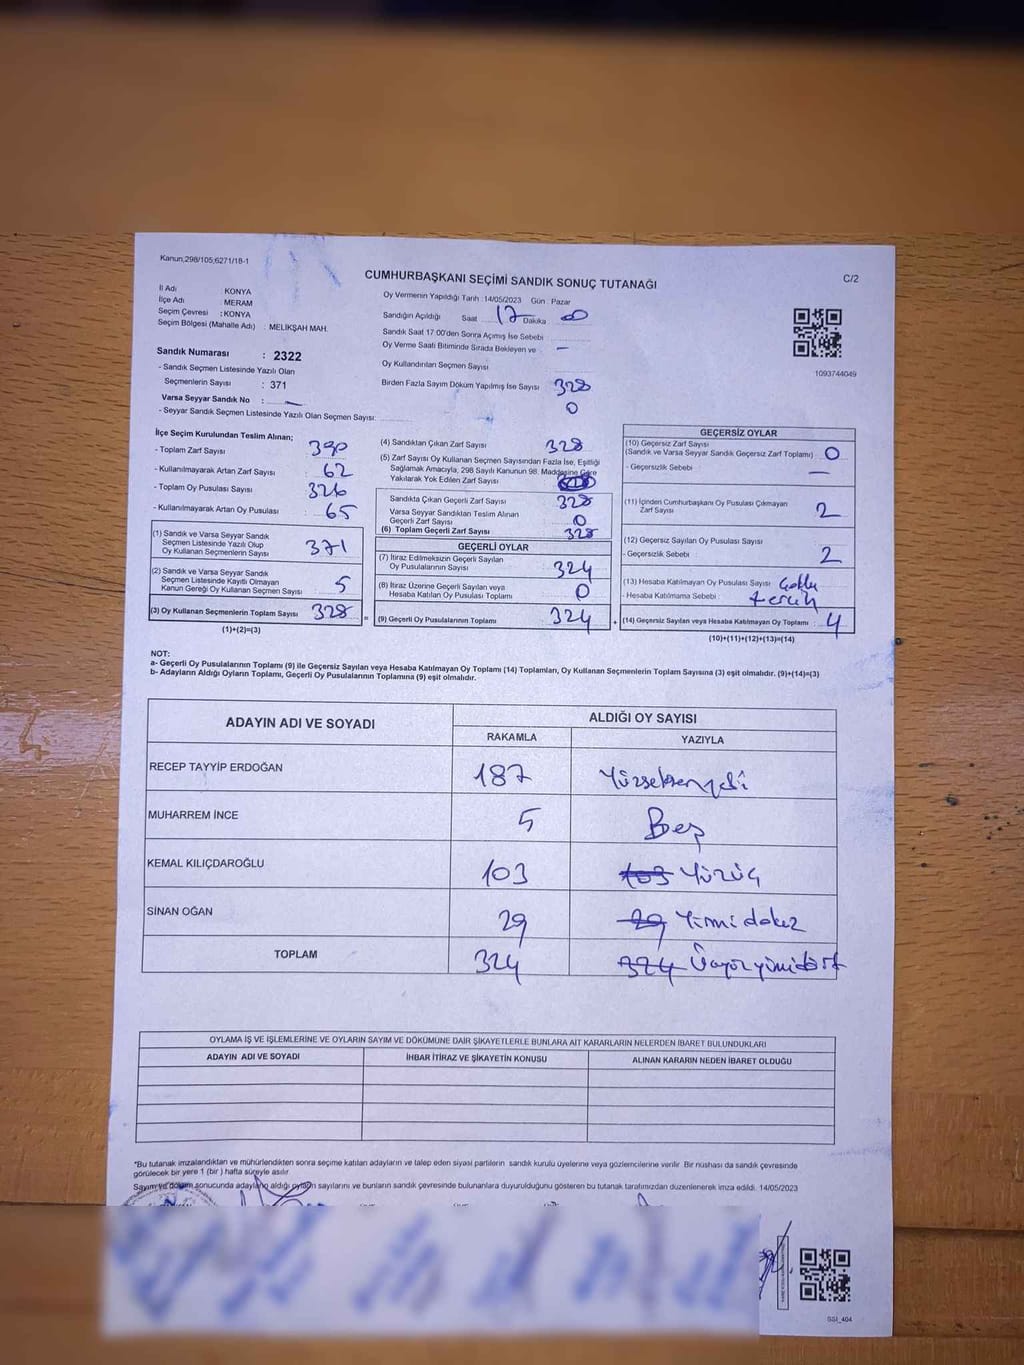 Kanun,298/105,6271/18-1
CUMHURBAŞKANI SEÇİMİ SANDIK SONUÇ TUTANAĞI
C/2
İl Adı : KONYA
İlçe Adı : MERAM
Seçim Çevresi : KONYA
Seçim Bölgesi (Mahalle Adı) : MELİKŞAH MAH.
Sandık Numarası : 2322
- Sandık Seçmen Listesinde Yazılı Olan
Seçmenlerin Sayısı : 371
Varsa Seyyar Sandık No : —
- Seyyar Sandık Seçmen Listesinde Yazılı Olan Seçmen Sayısı:
Oy Vermenin Yapıldığı Tarih :14/05/2023 Gün : Pazar
Sandığın Açıldığı Saat 17 Dakika
Sandık Saat 17:00'den Sonra Açımış İse Sebebi
Oy Verme Saati Bitiminde Sırada Bekleyen ve —
Oy Kullandırılan Seçmen Sayısı
Birden Fazla Sayım Döküm Yapılmış İse Sayısı 328
0
1093744049
İlçe Seçim Kurulundan Teslim Alınan;
- Toplam Zarf Sayısı 390
- Kullanılmayarak Artan Zarf Sayısı 62
- Toplam Oy Pusulası Sayısı
- Kullanılmayarak Artan Oy Pusulası 65
(1) Sandık ve Varsa Seyyar Sandık
Seçmen Listesinde Yazılı Olup
Oy Kullanan Seçmenlerin Sayısı 371
(2) Sandık ve Varsa Seyyar Sandık
Seçmen Listesinde Kayıtlı Olmayan
Kanun Gereği Oy Kullanan Seçmen Sayısı 5
(3) Oy Kullanan Seçmenlerin Toplam Sayısı 328
(1)+(2)=(3)
=
(4) Sandıktan Çıkan Zarf Sayısı 328
(5) Zarf Sayısı Oy Kullanan Seçmen Sayısından Fazla İse, Eşitliği
Sağlamak Amacıyla, 298 Sayılı Kanunun 98. Maddesine Göre
Yakılarak Yok Edilen Zarf Sayısı
Sandıkta Çıkan Geçerli Zarf Sayısı 328
Varsa Seyyar Sandıktan Teslim Alınan
Geçerli Zarf Sayısı 0
(6) Toplam Geçerli Zarf Sayısı 328
GEÇERLİ OYLAR
(7) İtiraz Edilmeksizin Geçerli Sayılan
Oy Pusulalarının Sayısı 324
(8) İtiraz Üzerine Geçerli Sayılan veya
Hesaba Katılan Oy Pusulası Toplamı 0
(9) Geçerli Oy Pusulalarının Toplamı 324
+
GEÇERSİZ OYLAR
(10) Geçersiz Zarf Sayısı
(Sandık ve Varsa Seyyar Sandık Geçersiz Zarf Toplamı) 0
- Geçersizlik Sebebi —
(11) İçinden Cumhurbaşkanı Oy Pusulası Çıkmayan
Zarf Sayısı 2
(12) Geçersiz Sayılan Oy Pusulası Sayısı
- Geçersizlik Sebebi 2
(13) Hesaba Katılmayan Oy Pusulası Sayısı
- Hesaba Katılmama Sebebi : tercih
(14) Geçersiz Sayılan veya Hesaba Katılmayan Oy Toplamı : 4
(10)+(11)+(12)+(13)=(14)
NOT:
a- Geçerli Oy Pusulalarının Toplamı (9) ile Geçersiz Sayılan veya Hesaba Katılmayan Oy Toplamı (14) Toplamları, Oy Kullanan Seçmenlerin Toplam Sayısına (3) eşit olmalıdır. (9)+(14)=(3)
b- Adayların Aldığı Oyların Toplamı, Geçerli Oy Pusulalarının Toplamına (9) eşit olmalıdır.
ADAYIN ADI VE SOYADI
ALDIĞI OY SAYISI
RAKAMLA YAZIYLA
RECEP TAYYİP ERDOĞAN 187 Yüzseksenyedi
MUHARREM İNCE 5 Beş
KEMAL KILIÇDAROĞLU 103 103 Yüzüç
SİNAN OĞAN 29 29 Yirmidokuz
TOPLAM 324 324 Üçyüzyirmidört
OYLAMA İŞ VE İŞLEMLERİNE VE OYLARIN SAYIM VE DÖKÜMÜNE DAİR ŞİKAYETLERLE BUNLARA AİT KARARLARIN NELERDEN İBARET BULUNDUKLARI
ADAYIN ADI VE SOYADI İHBAR İTİRAZ VE ŞİKAYETİN KONUSU ALINAN KARARIN NEDEN İBARET OLDUĞU
*Bu tutanak imzalandıktan ve mühürlendikten sonra seçime katılan adayların ve talep eden siyasi partilerin sandık kurulu üyelerine veya gözlemcilerine verilir. Bir nüshası da sandık çevresinde
görülecek bir yere 1 (bir ) hafta süreyle asılır.
Sayım ve döküm sonucunda adayların aldığı oyların sayılarını ve bunların sandık çevresinde bulunanlara duyurulduğunu gösteren bu tutanak tarafımızdan düzenlenerek imza edildi. 14/05/2023
SSI_404